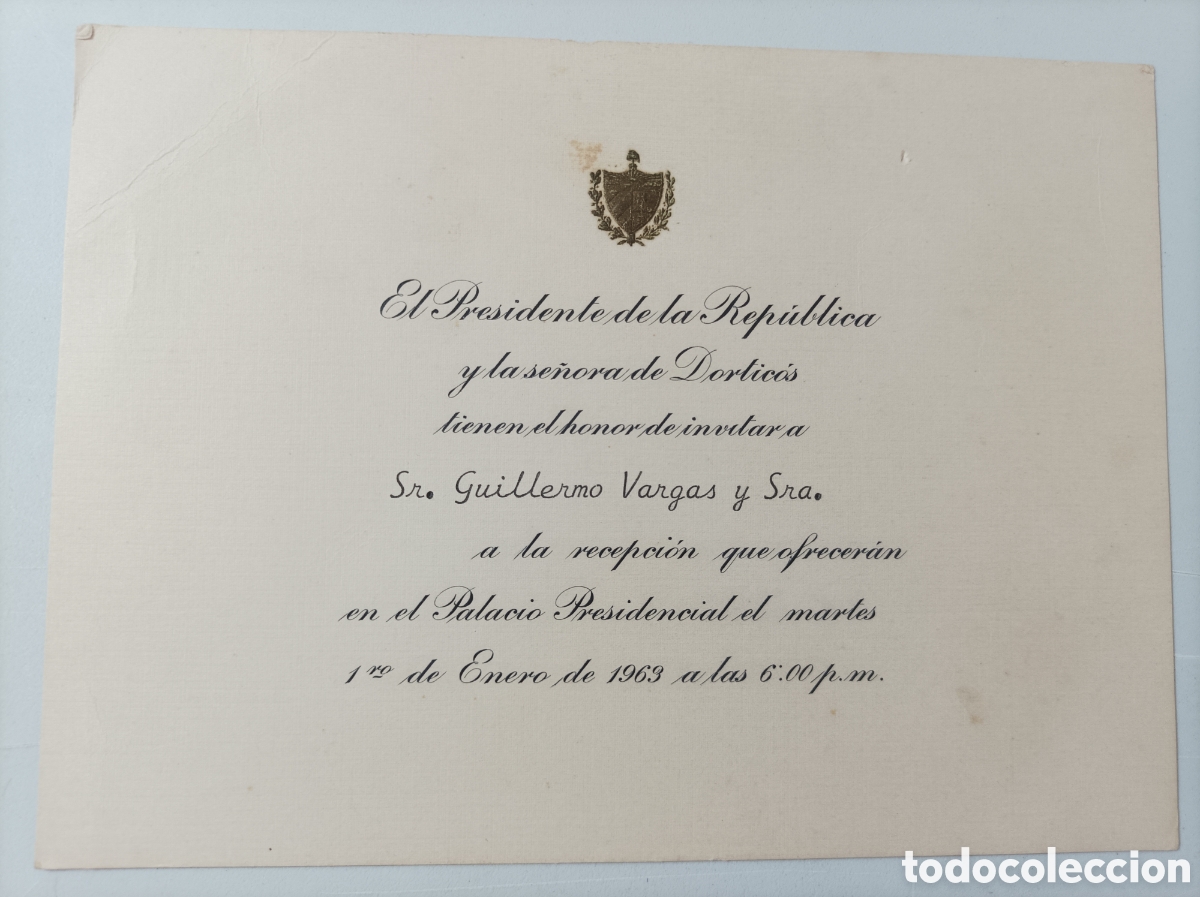 El Presidente de la República
y la señora de Dorticós
tienen el honor de invitar a
Sr. Guillermo Vargas y Sra.
a la recepción que ofrecerán
en el Palacio Presidencial el martes
1ro de Enero de 1963 a las 6:00 p.m.
todocoleccion